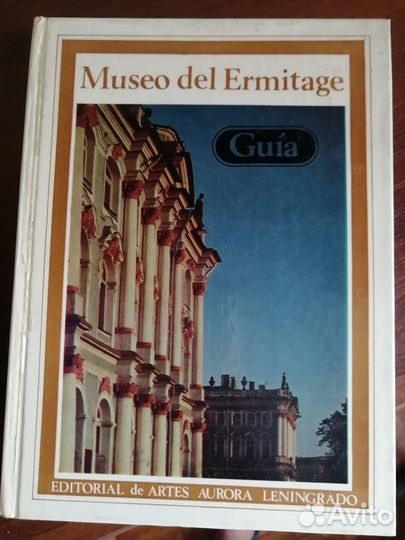 Museo del Ermitage
Guía
EDITORIAL de ARTES AURORA LENINGRADO
Avito